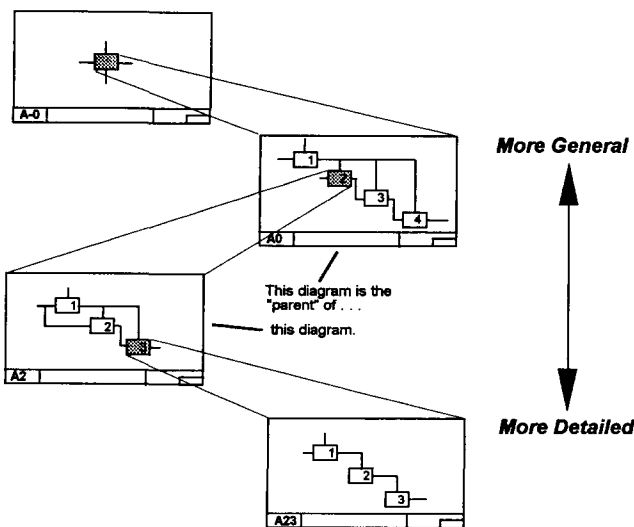 A-0
More General
1
2
3
4
A0
This diagram is the
"parent" of . . .
this diagram.
1
2
3
A2
More Detailed
1
2
3
A23